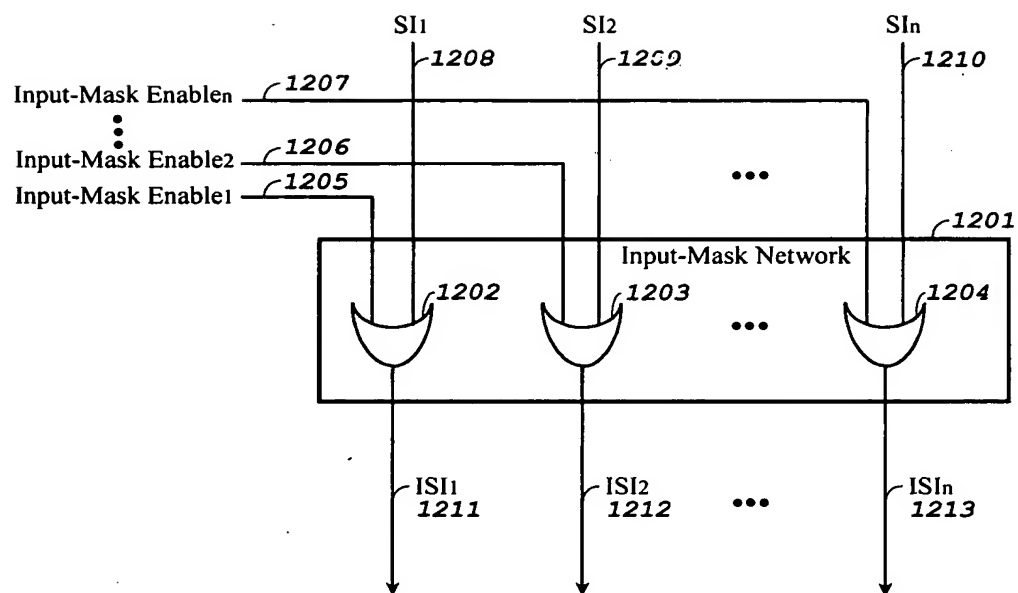 SI1 SI2 SIn
1208 1209 1210
Input-Mask Enablen 1207
Input-Mask Enable2 1206
Input-Mask Enable1 1205
1201
Input-Mask Network
1202 1203 1204
ISI1 ISI2 ISIn
1211 1212 1213